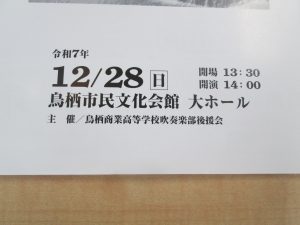 令和7年
12/28 日 開場 13:30
開演 14:00
鳥栖市民文化会館 大ホール
主 催／鳥栖商業高等学校吹奏楽部後援会